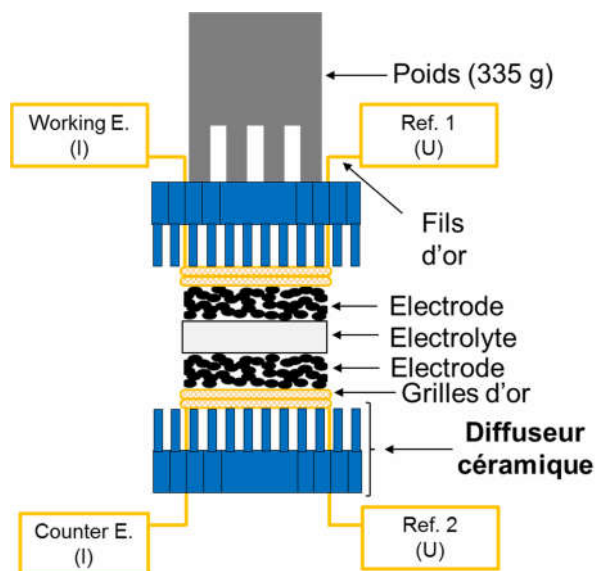 Poids (335 g)
Working E.
(I)
Ref. 1
(U)
Fils
d'or
Electrode
Electrolyte
Electrode
Grilles d'or
Diffuseur
céramique
Counter E.
(I)
Ref. 2
(U)